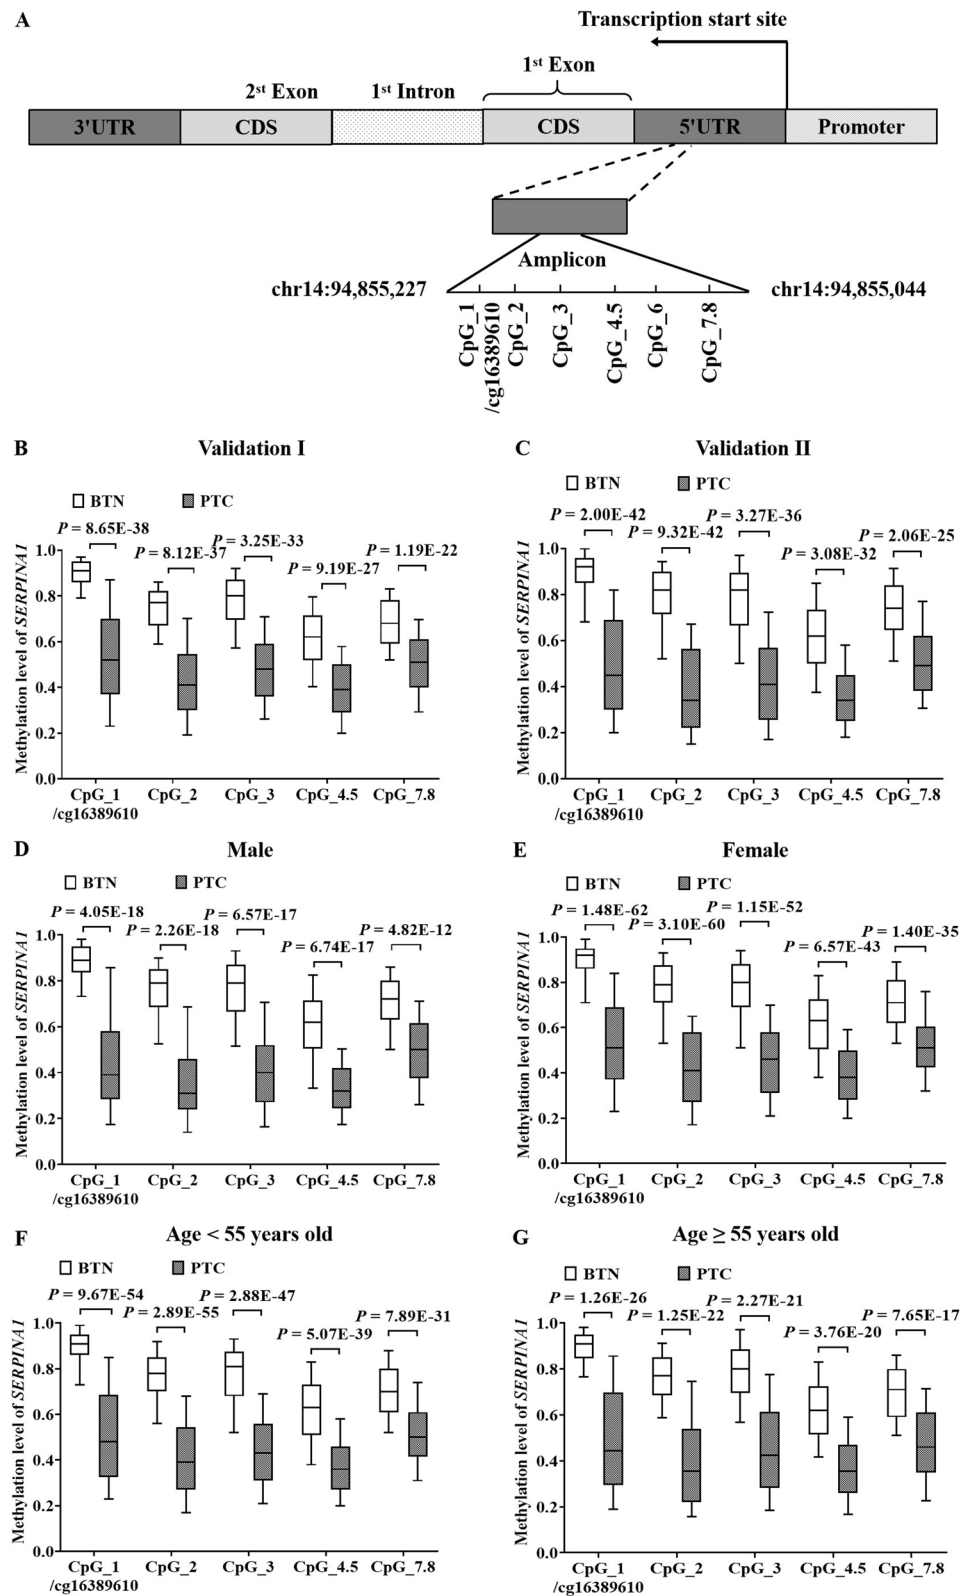 A
Transcription start site
1st Exon
2st Exon
1st Intron
3'UTR
CDS
CDS
5'UTR
Promoter
Amplicon
chr14:94,855,227
chr14:94,855,044
CpG_1
/cg16389610
CpG_2
CpG_3
CpG_4.5
CpG_6
CpG_7.8
B
Validation I
BTN
PTC
P = 8.65E-38
P = 8.12E-37
P = 3.25E-33
P = 9.19E-27
P = 1.19E-22
Methylation level of SERPINA1
1.0
0.8
0.6
0.4
0.2
0.0
CpG_1
/cg16389610
CpG_2
CpG_3
CpG_4.5
CpG_7.8
C
Validation II
BTN
PTC
P = 2.00E-42
P = 9.32E-42
P = 3.27E-36
P = 3.08E-32
P = 2.06E-25
Methylation level of SERPINA1
1.0
0.8
0.6
0.4
0.2
0.0
CpG_1
/cg16389610
CpG_2
CpG_3
CpG_4.5
CpG_7.8
D
Male
BTN
PTC
P = 4.05E-18
P = 2.26E-18
P = 6.57E-17
P = 6.74E-17
P = 4.82E-12
Methylation level of SERPINA1
1.0
0.8
0.6
0.4
0.2
0.0
CpG_1
/cg16389610
CpG_2
CpG_3
CpG_4.5
CpG_7.8
E
Female
BTN
PTC
P = 1.48E-62
P = 3.10E-60
P = 1.15E-52
P = 6.57E-43
P = 1.40E-35
Methylation level of SERPINA1
1.0
0.8
0.6
0.4
0.2
0.0
CpG_1
/cg16389610
CpG_2
CpG_3
CpG_4.5
CpG_7.8
F
Age < 55 years old
BTN
PTC
P = 9.67E-54
P = 2.89E-55
P = 2.88E-47
P = 5.07E-39
P = 7.89E-31
Methylation level of SERPINA1
1.0
0.8
0.6
0.4
0.2
0.0
CpG_1
/cg16389610
CpG_2
CpG_3
CpG_4.5
CpG_7.8
G
Age ≥ 55 years old
BTN
PTC
P = 1.26E-26
P = 1.25E-22
P = 2.27E-21
P = 3.76E-20
P = 7.65E-17
Methylation level of SERPINA1
1.0
0.8
0.6
0.4
0.2
0.0
CpG_1
/cg16389610
CpG_2
CpG_3
CpG_4.5
CpG_7.8